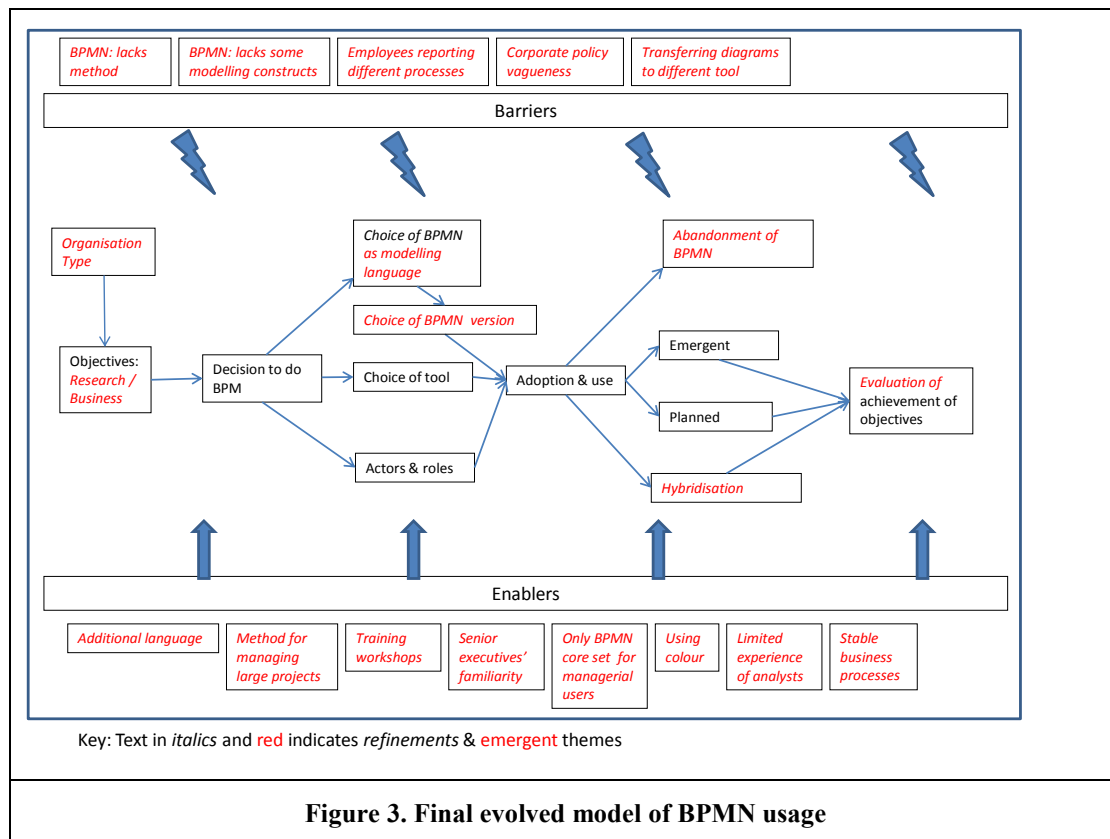 BPMN: lacks
method
BPMN: lacks some
modelling constructs
Employees reporting
different processes
Corporate policy
vagueness
Transferring diagrams
to different tool
Barriers
Organisation
Type
Choice of BPMN
as modelling
language
Abandonment of
BPMN
Choice of BPMN version
Objectives:
Research /
Business
Decision to do
BPM
Choice of tool
Adoption & use
Emergent
Planned
Evaluation of
achievement of
objectives
Actors & roles
Hybridisation
Enablers
Additional language
Method for
managing
large projects
Training
workshops
Senior
executives’
familiarity
Only BPMN
core set for
managerial
users
Using
colour
Limited
experience
of analysts
Stable
business
processes
Key: Text in italics and red indicates refinements & emergent themes
Figure 3. Final evolved model of BPMN usage